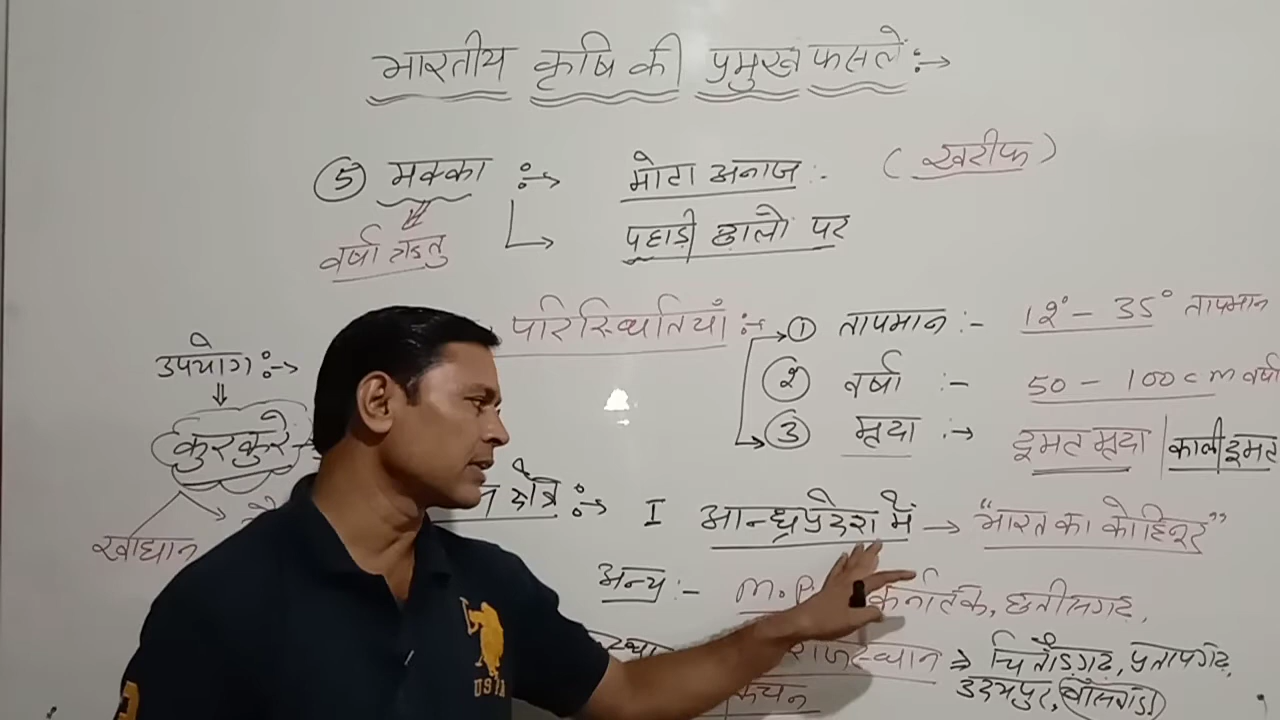 भारतीय कृषि की प्रमुख फसलें :→
(खरीफ)
⑤ मक्का :→ मोटा अनाज :-
वर्षा ऋतु
पहाड़ी ढालों पर
परिस्थितियाँ :→ ① तापमान :- 12° - 35° तापमान
② वर्षा :- 50 - 100 cm वर्षा
③ मृदा :→ दुमट मृदा | काली दुमट
उपयोग :→
कुरकुरे
खाद्यान
क्षेत्र :→ I आन्ध्रप्रदेश में → "भारत का कोहिनूर"
अन्य :- M.P. कर्नाटक, छतीसगढ़,
राजस्थान ⇒ चितौड़गढ़, प्रतापगढ़,
उदयपुर, बाँसवाडा
कंचन